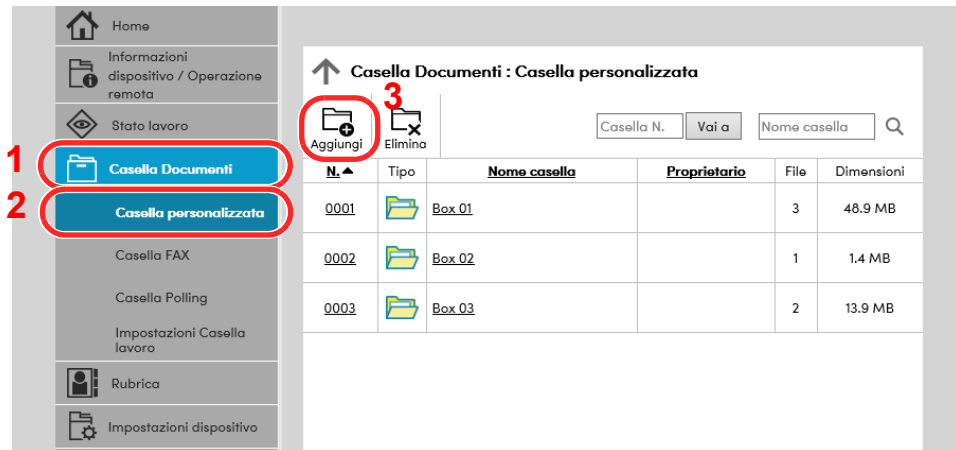 Home
Informazioni
dispositivo / Operazione
remota
Stato lavoro
1
Casella Documenti
2
Casella personalizzata
Casella FAX
Casella Polling
Impostazioni Casella
lavoro
Rubrica
Impostazioni dispositivo
Casella Documenti : Casella personalizzata
3
Aggiungi Elimina
Casella N. Vai a Nome casella
N. Tipo Nome casella Proprietario File Dimensioni
0001 Box 01 3 48.9 MB
0002 Box 02 1 1.4 MB
0003 Box 03 2 13.9 MB